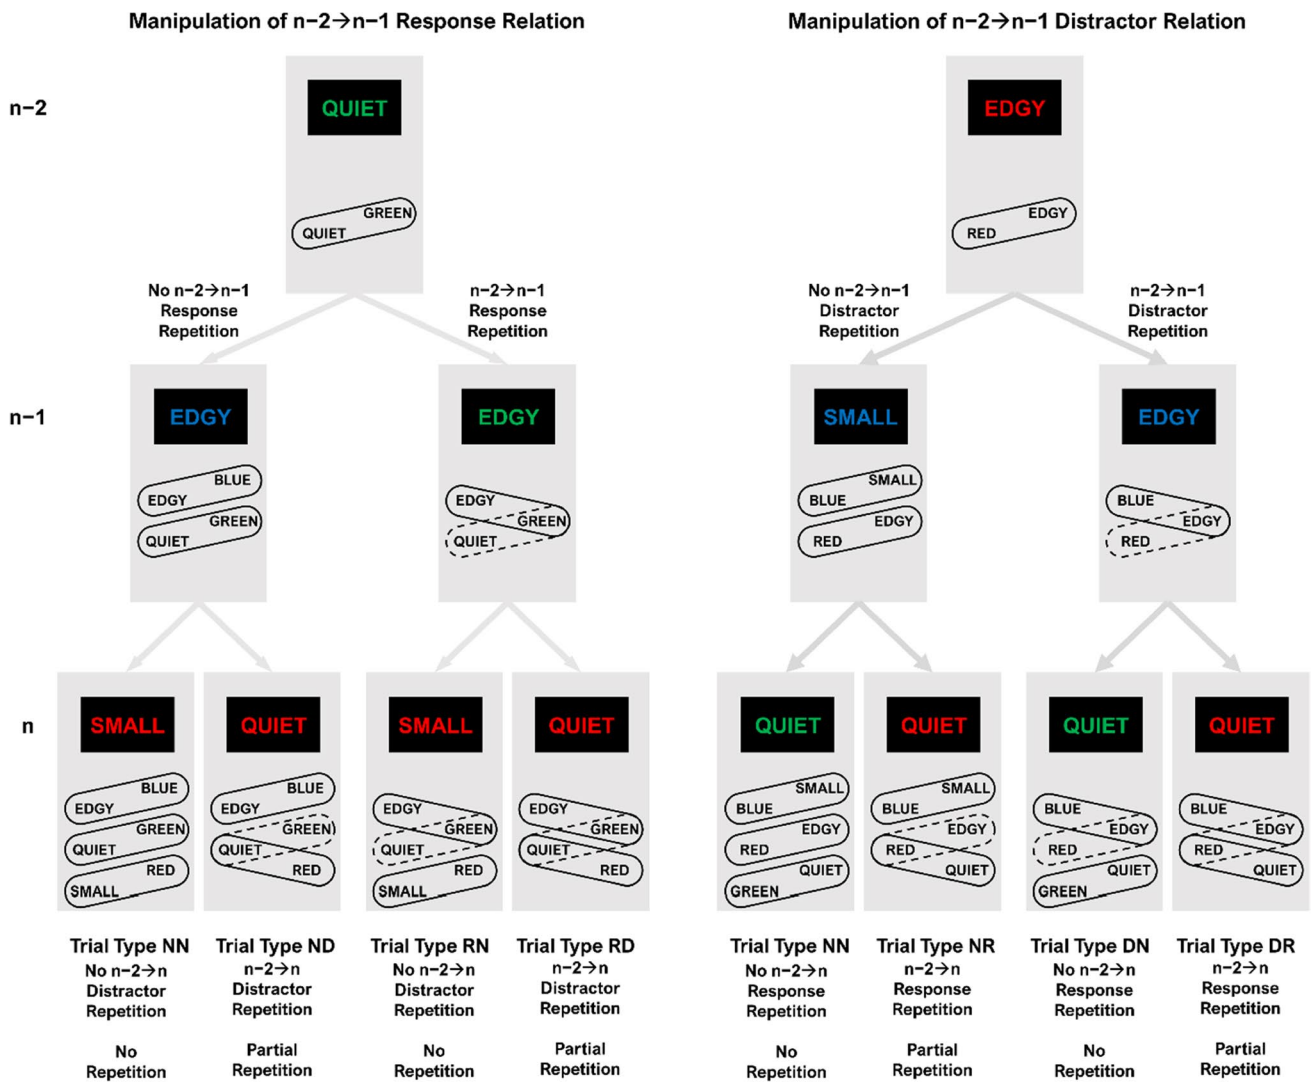 Manipulation of n−2→n−1 Response Relation
Manipulation of n−2→n−1 Distractor Relation
n−2
QUIET
GREEN
QUIET
EDGY
EDGY
RED
No n−2→n−1
Response
Repetition
n−2→n−1
Response
Repetition
No n−2→n−1
Distractor
Repetition
n−2→n−1
Distractor
Repetition
n−1
EDGY
BLUE
EDGY
GREEN
QUIET
EDGY
EDGY
GREEN
QUIET
SMALL
SMALL
BLUE
EDGY
RED
EDGY
BLUE
EDGY
RED
n
SMALL
BLUE
EDGY
GREEN
QUIET
RED
SMALL
QUIET
BLUE
EDGY
GREEN
QUIET
RED
SMALL
EDGY
GREEN
QUIET
RED
SMALL
QUIET
EDGY
GREEN
QUIET
RED
QUIET
SMALL
BLUE
EDGY
RED
QUIET
GREEN
QUIET
SMALL
BLUE
EDGY
RED
QUIET
QUIET
BLUE
EDGY
RED
QUIET
GREEN
QUIET
BLUE
EDGY
RED
QUIET
Trial Type NN
No n−2→n
Distractor
Repetition
No
Repetition
Trial Type ND
n−2→n
Distractor
Repetition
Partial
Repetition
Trial Type RN
No n−2→n
Distractor
Repetition
No
Repetition
Trial Type RD
n−2→n
Distractor
Repetition
Partial
Repetition
Trial Type NN
No n−2→n
Response
Repetition
No
Repetition
Trial Type NR
n−2→n
Response
Repetition
Partial
Repetition
Trial Type DN
No n−2→n
Response
Repetition
No
Repetition
Trial Type DR
n−2→n
Response
Repetition
Partial
Repetition